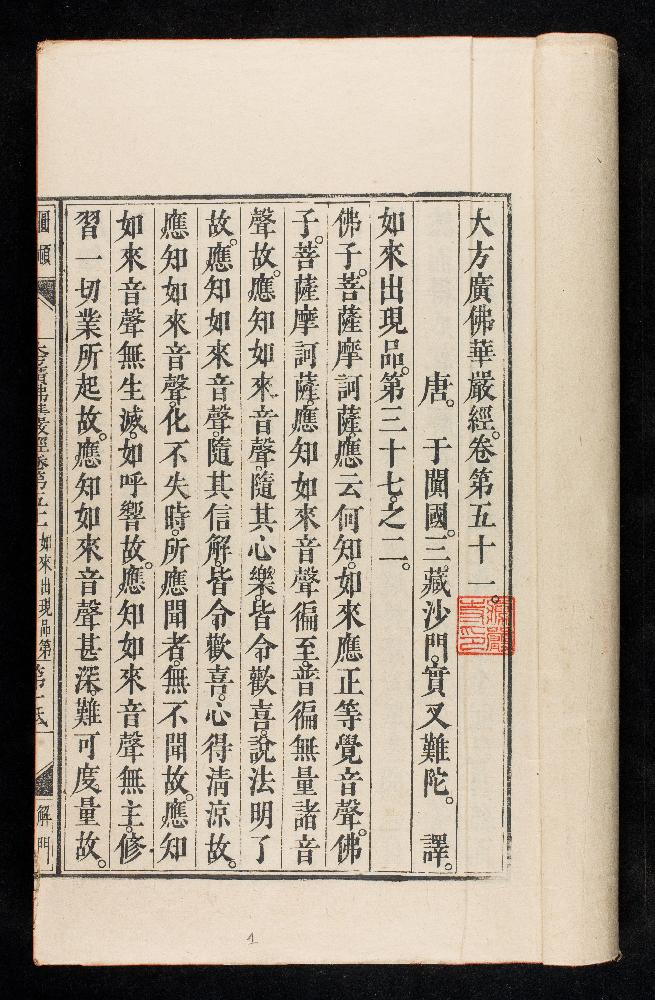 大方廣佛華嚴經。卷第五十一。
唐。于闐國。三藏沙門。實叉難陀。譯。
如來出現品。第三十七。之二。
佛子。菩薩摩訶薩。應云何知。如來應正等覺音聲。佛
子。菩薩摩訶薩。應知如來音聲徧至。普徧無量諸音
聲故。應知如來音聲。隨其心樂。皆令歡喜。說法明了
故。應知如來音聲。隨其信解。皆令歡喜。心得清涼故。
應知如來音聲。化不失時。所應聞者。無不聞故。應知
如來音聲無生滅。如呼響故。應知如來音聲無主。修
習一切業所起故。應知如來音聲甚深。難可度量故。
圓頓
大方廣佛華嚴經卷第五十一
如來出現品第
解門